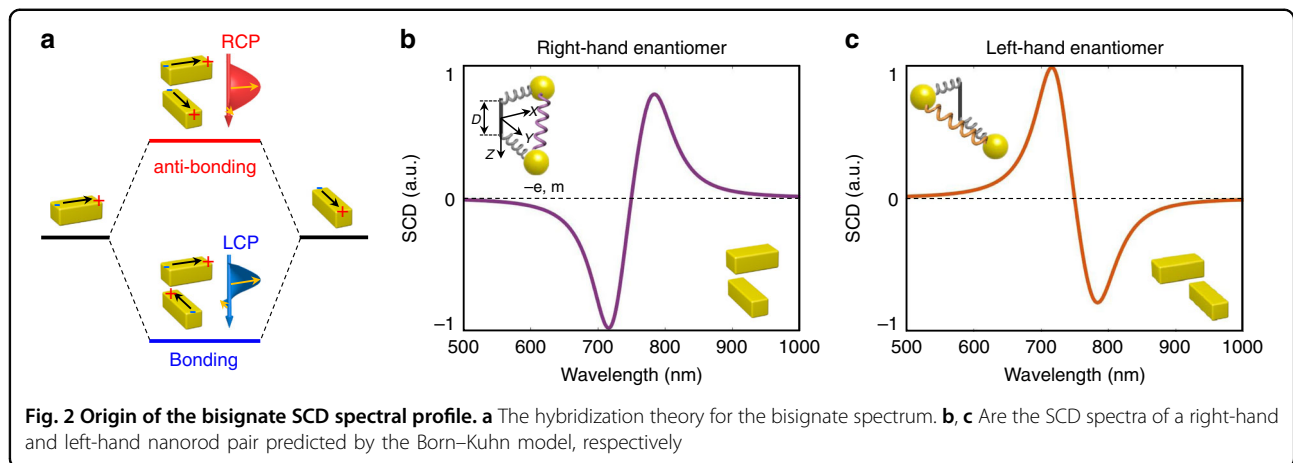 a
RCP
anti-bonding
LCP
Bonding
b
Right-hand enantiomer
1
0
−1
SCD (a.u.)
D
X
Y
Z
−e, m
500 600 700 800 900 1000
Wavelength (nm)
c
Left-hand enantiomer
1
0
−1
SCD (a.u.)
500 600 700 800 900 1000
Wavelength (nm)
Fig. 2 Origin of the bisignate SCD spectral profile. a The hybridization theory for the bisignate spectrum. b, c Are the SCD spectra of a right-hand
and left-hand nanorod pair predicted by the Born–Kuhn model, respectively